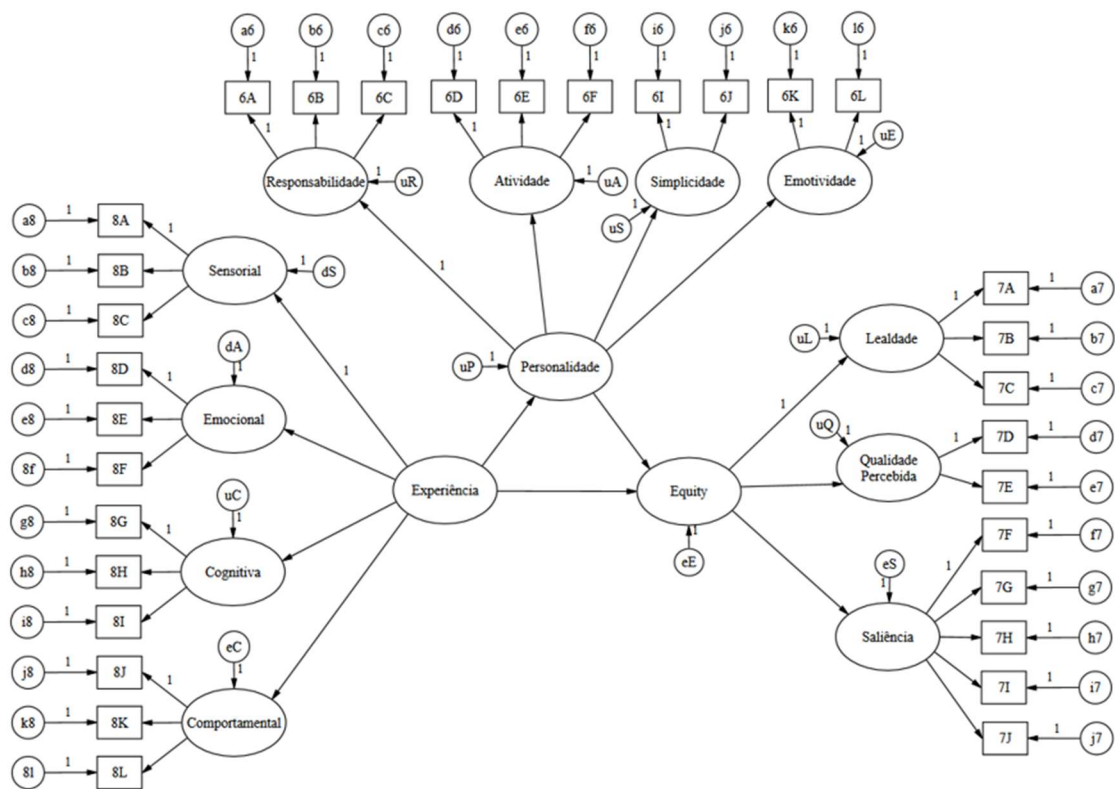 a6 b6 c6 d6 e6 f6 i6 j6 k6 l6
1 1 1 1 1 1 1 1 1 1
6A 6B 6C 6D 6E 6F 6I 6J 6K 6L
1 1 1 1
uE
1
Responsabilidade
1
uR
Atividade
1
uA
Simplicidade
1
uS
Emotividade
a8 1 8A
1
b8 1 8B
Sensorial
1
dS
c8 1 8C
1
1
d8 1 8D
1
dA
1
e8 1 8E
Emocional
8f 1 8F
uP
1
Personalidade
g8 1 8G
1
uC
1
h8 1 8H
Cognitiva
i8 1 8I
Experiência
Equity
1
eE
j8 1 8J
1
eC
1
k8 1 8K
Comportamental
8l 1 8L
1
uL
1
Lealdade
1
7A 1 a7
7B 1 b7
7C 1 c7
uQ
1
Qualidade
Percebida
1
7D 1 d7
7E 1 e7
eS
1
Saliência
1
7F 1 f7
7G 1 g7
7H 1 h7
7I 1 i7
7J 1 j7